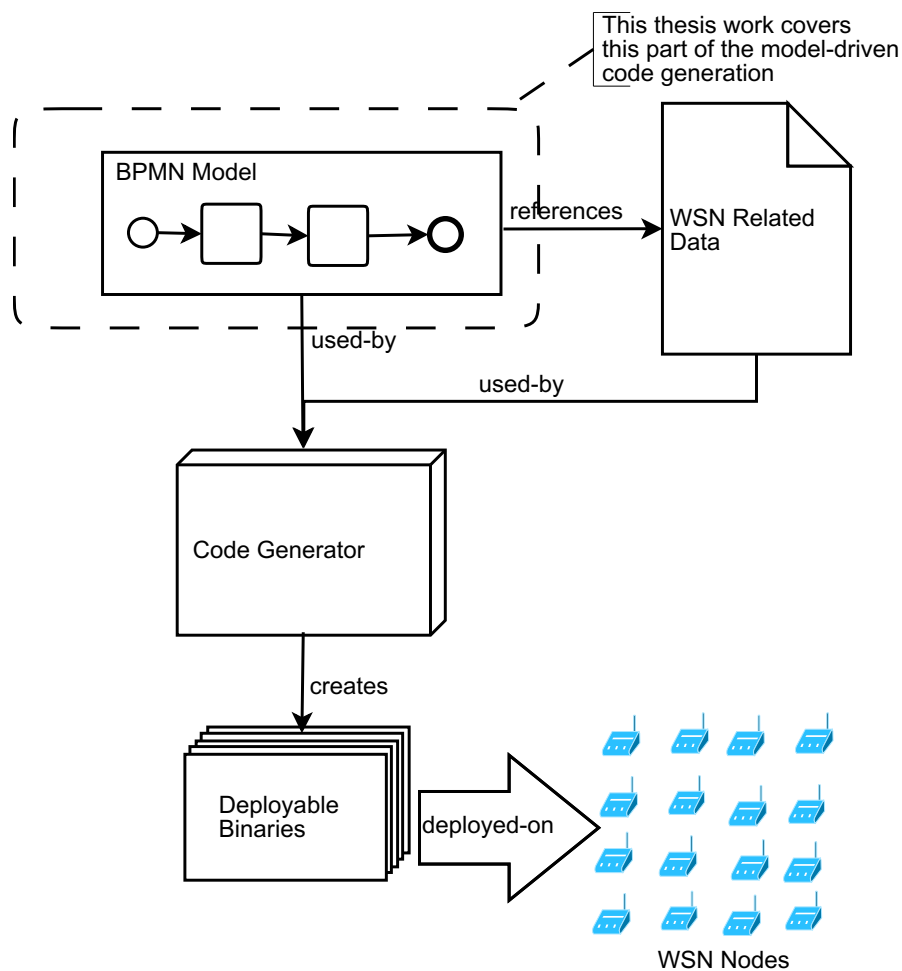 This thesis work covers
this part of the model-driven
code generation
BPMN Model
references
WSN Related
Data
used-by
used-by
Code Generator
creates
Deployable
Binaries
deployed-on
WSN Nodes